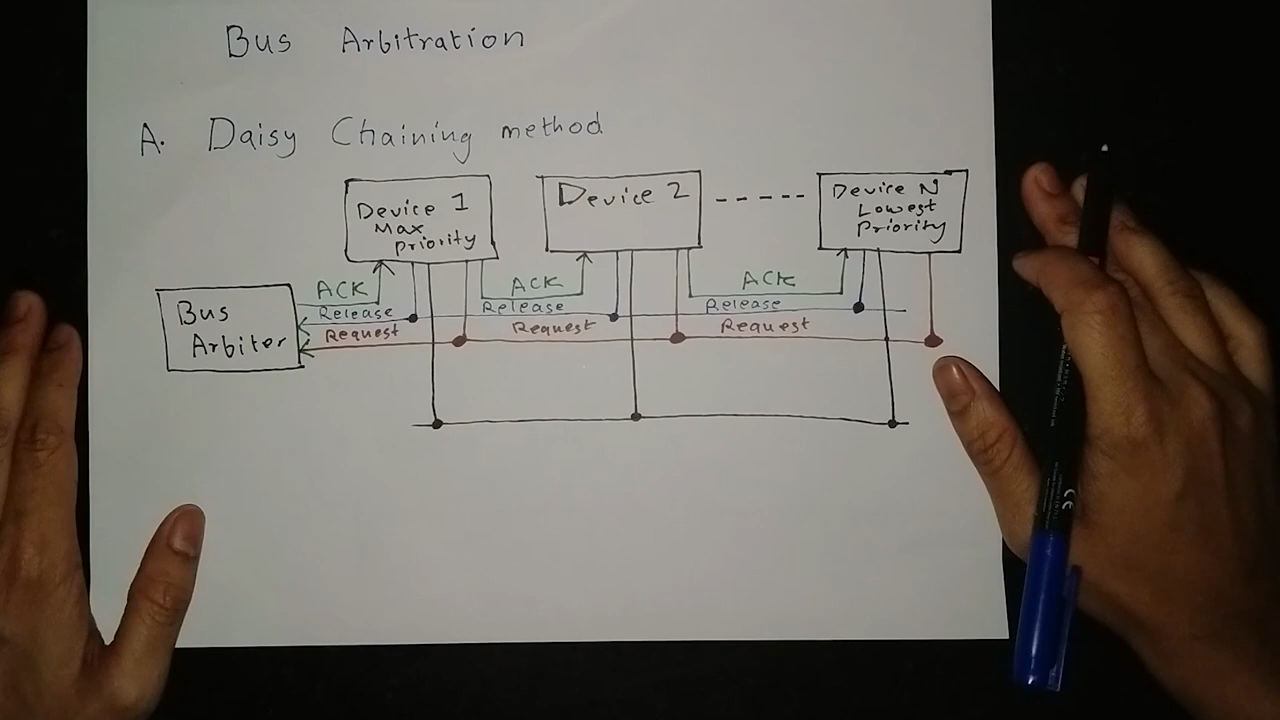 Bus Arbitration
A. Daisy Chaining method
Device 1
Max
Priority
Device 2
Device N
Lowest
Priority
Bus
Arbiter
ACK
Release
Request
ACK
Release
Request
ACK
Release
Request
CE